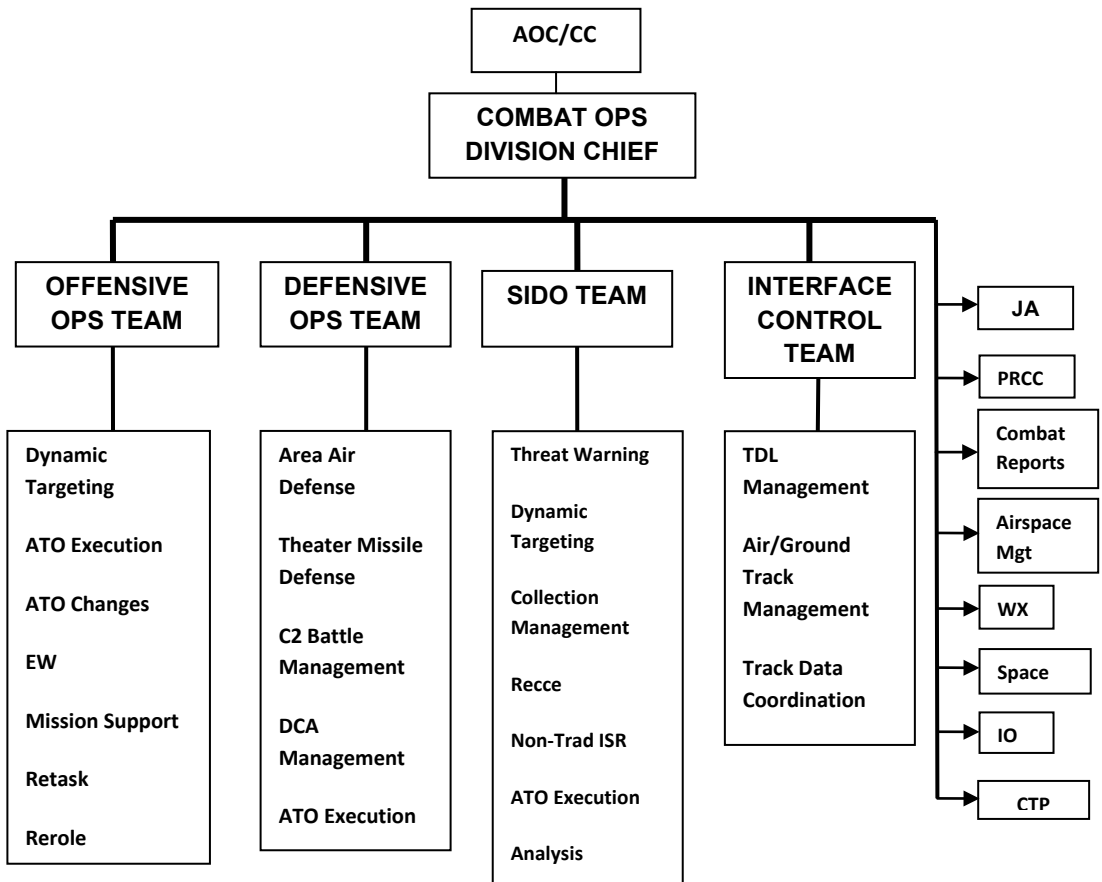 AOC/CC
COMBAT OPS
DIVISION CHIEF
OFFENSIVE
OPS TEAM
DEFENSIVE
OPS TEAM
SIDO TEAM
INTERFACE
CONTROL
TEAM
Dynamic
Targeting
ATO Execution
ATO Changes
EW
Mission Support
Retask
Rerole
Area Air
Defense
Theater Missile
Defense
C2 Battle
Management
DCA
Management
ATO Execution
Threat Warning
Dynamic
Targeting
Collection
Management
Recce
Non-Trad ISR
ATO Execution
Analysis
TDL
Management
Air/Ground
Track
Management
Track Data
Coordination
JA
PRCC
Combat
Reports
Airspace
Mgt
WX
Space
IO
CTP